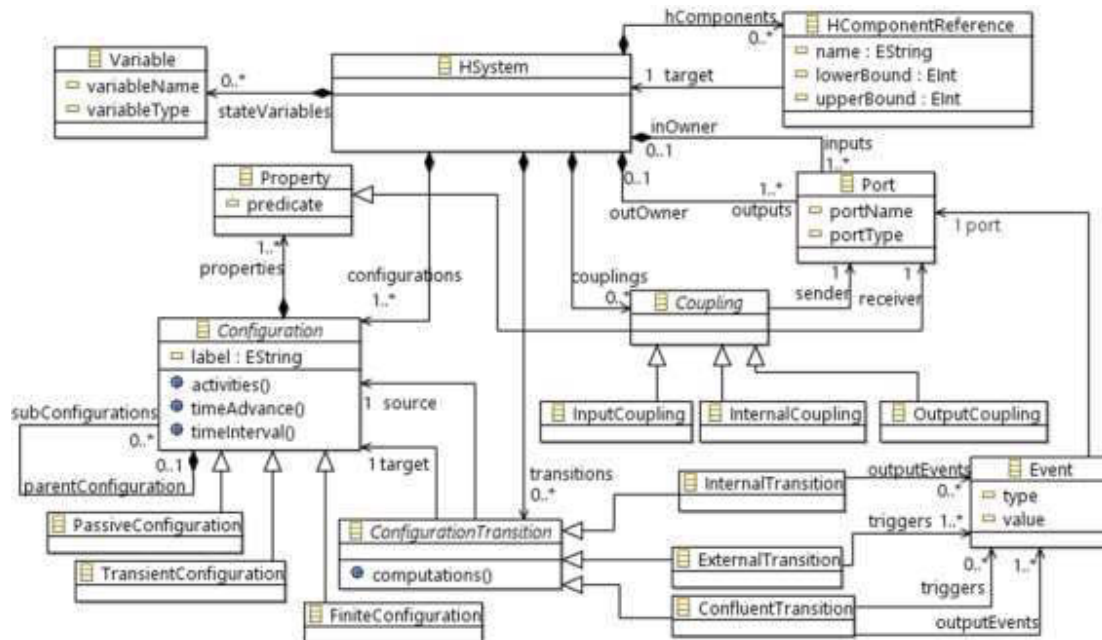 hComponents
0..*
HComponentReference
name : EString
lowerBound : EInt
upperBound : EInt
Variable
variableName
variableType
0..*
stateVariables
HSystem
1 target
inOwner
0..1
inputs
1..*
0..1
outOwner
1..*
outputs
Port
portName
portType
1 port
Property
predicate
1..*
properties
configurations
1..*
couplings
0..*
Coupling
1
sender
1
receiver
Configuration
label : EString
activities()
timeAdvance()
timeInterval()
subConfigurations
0..*
0..1
parentConfiguration
1 source
1 target
InputCoupling
InternalCoupling
OutputCoupling
transitions
0..*
PassiveConfiguration
TransientConfiguration
FiniteConfiguration
ConfigurationTransition
computations()
InternalTransition
ExternalTransition
ConfluentTransition
outputEvents
0..*
triggers 1..*
Event
type
value
0..*
triggers
1..*
outputEvents